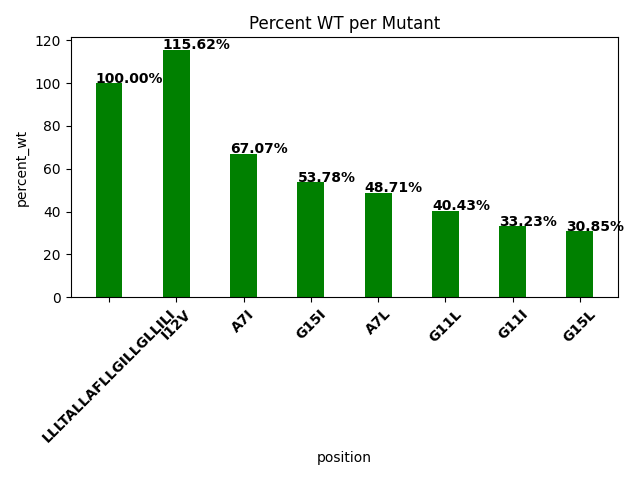 Percent WT per Mutant
percent_wt
120
100
80
60
40
20
0
100.00%
115.62%
67.07%
53.78%
48.71%
40.43%
33.23%
30.85%
LLLTALLAFLLGILLGLLILI
I12V
A7I
G15I
A7L
G11L
G11I
G15L
position